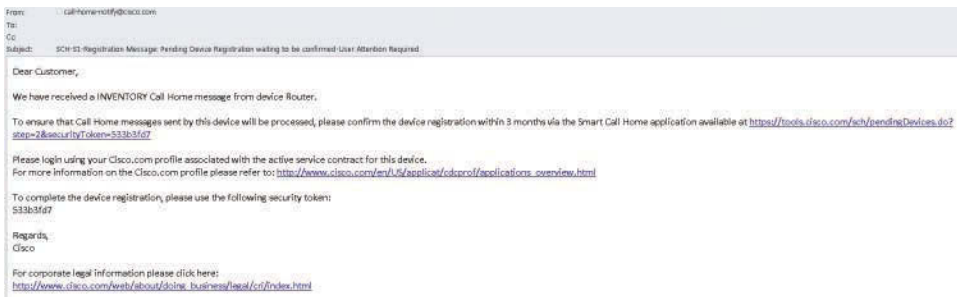 From: call-home-notify@cisco.com
To:
Cc
Subject: SCH-S1-Registration Message: Pending Device Registration waiting to be confirmed-User Attention Required
Dear Customer,
We have received a INVENTORY Call Home message from device Router.
To ensure that Call Home messages sent by this device will be processed, please confirm the device registration within 3 months via the Smart Call Home application available at https://tools.cisco.com/sch/pendingDevices.do?
step=2&securityToken=533b3fd7
Please login using your Cisco.com profile associated with the active service contract for this device.
For more information on the Cisco.com profile please refer to: http://www.cisco.com/en/US/applicat/cdcprof/applications_overview.html
To complete the device registration, please use the following security token:
533b3fd7
Regards,
Cisco
For corporate legal information please click here:
http://www.cisco.com/web/about/doing_business/legal/cri/index.html